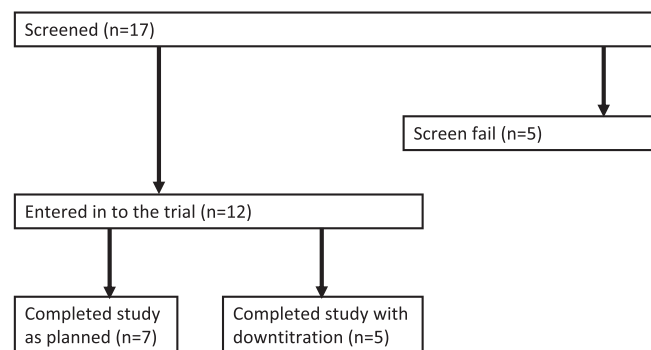 Screened (n=17)
Screen fail (n=5)
Entered in to the trial (n=12)
Completed study
as planned (n=7)
Completed study with
downtitration (n=5)